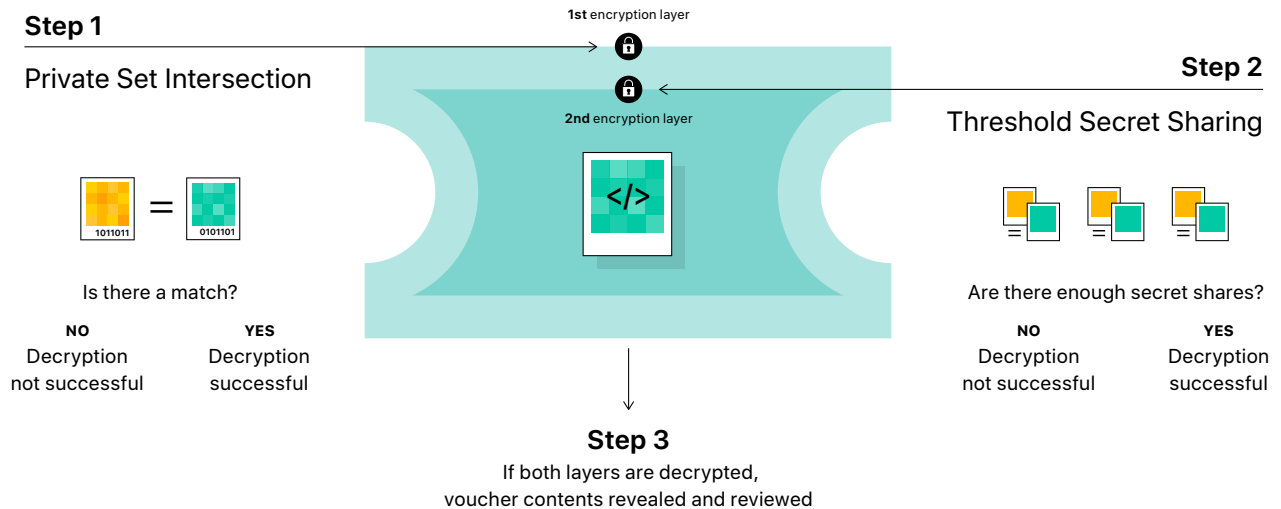 Step 1
Private Set Intersection
1st encryption layer
2nd encryption layer
Step 2
Threshold Secret Sharing
</>
1011011
=
0101101
Is there a match?
NO
Decryption
not successful
YES
Decryption
successful
Are there enough secret shares?
NO
Decryption
not successful
YES
Decryption
successful
Step 3
If both layers are decrypted,
voucher contents revealed and reviewed